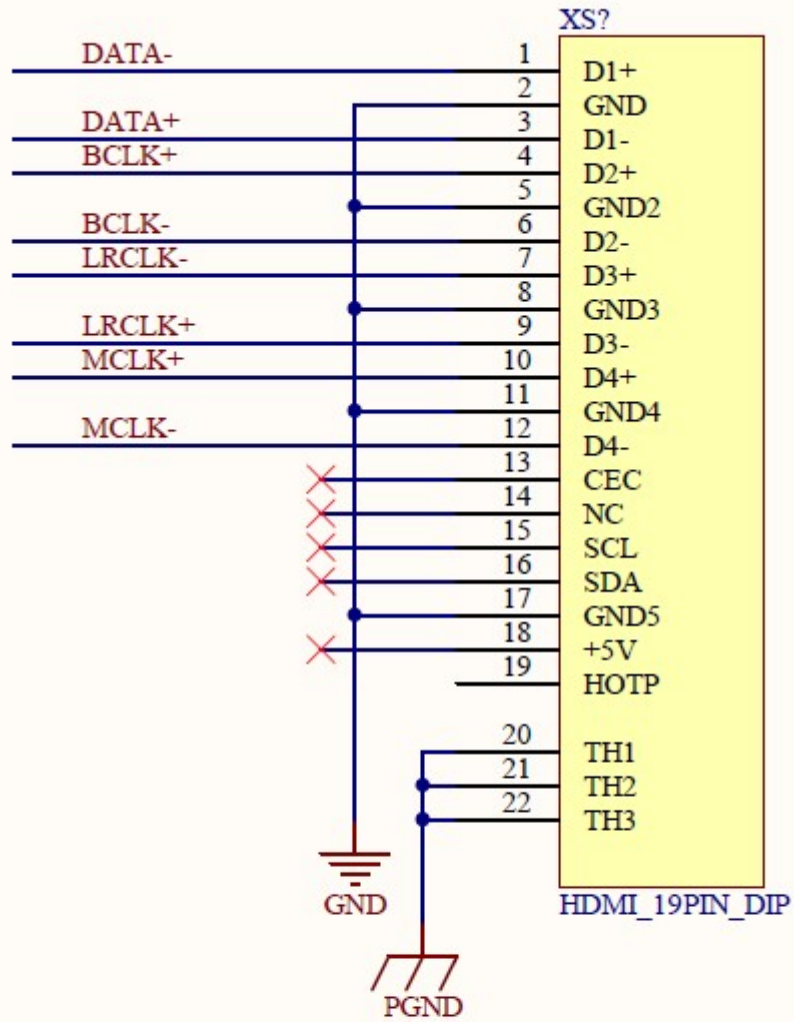 XS?
DATA- 1 D1+
2 GND
DATA+ 3 D1-
BCLK+ 4 D2+
5 GND2
BCLK- 6 D2-
LRCLK- 7 D3+
8 GND3
LRCLK+ 9 D3-
MCLK+ 10 D4+
11 GND4
MCLK- 12 D4-
13 CEC
14 NC
15 SCL
16 SDA
17 GND5
18 +5V
19 HOTP
20 TH1
21 TH2
22 TH3
GND HDMI_19PIN_DIP
PGND